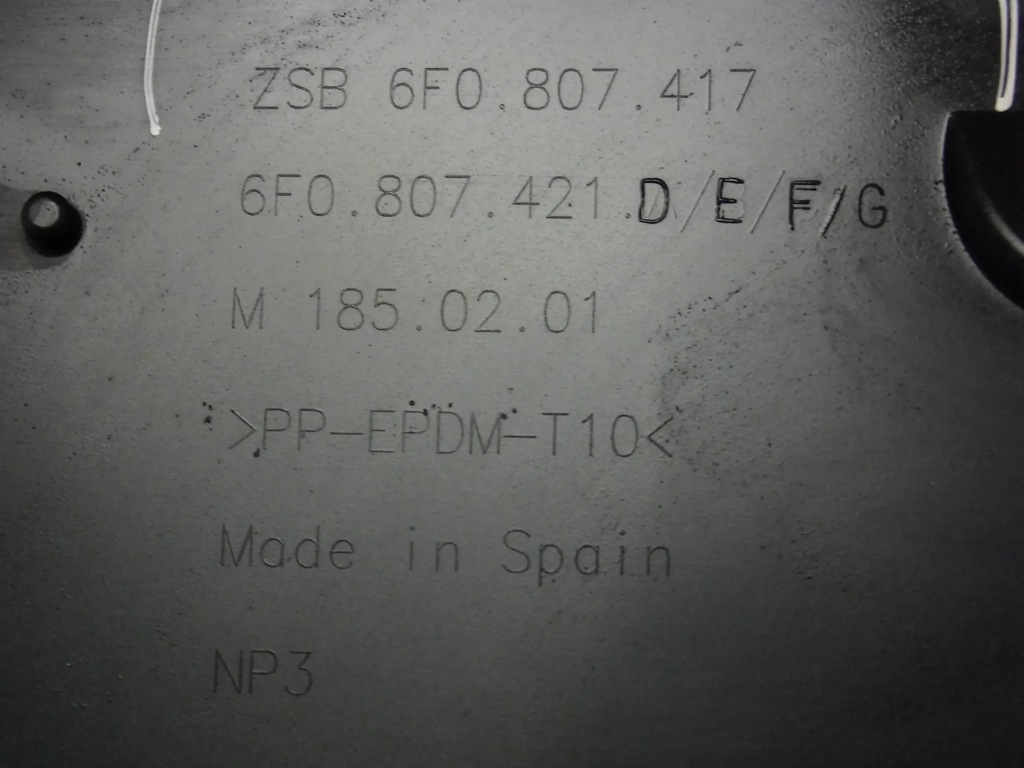 ZSB 6F0.807.417
6F0.807.421.D/E/F/G
M 185.02.01
>PP-EPDM-T10<
Made in Spain
NP3